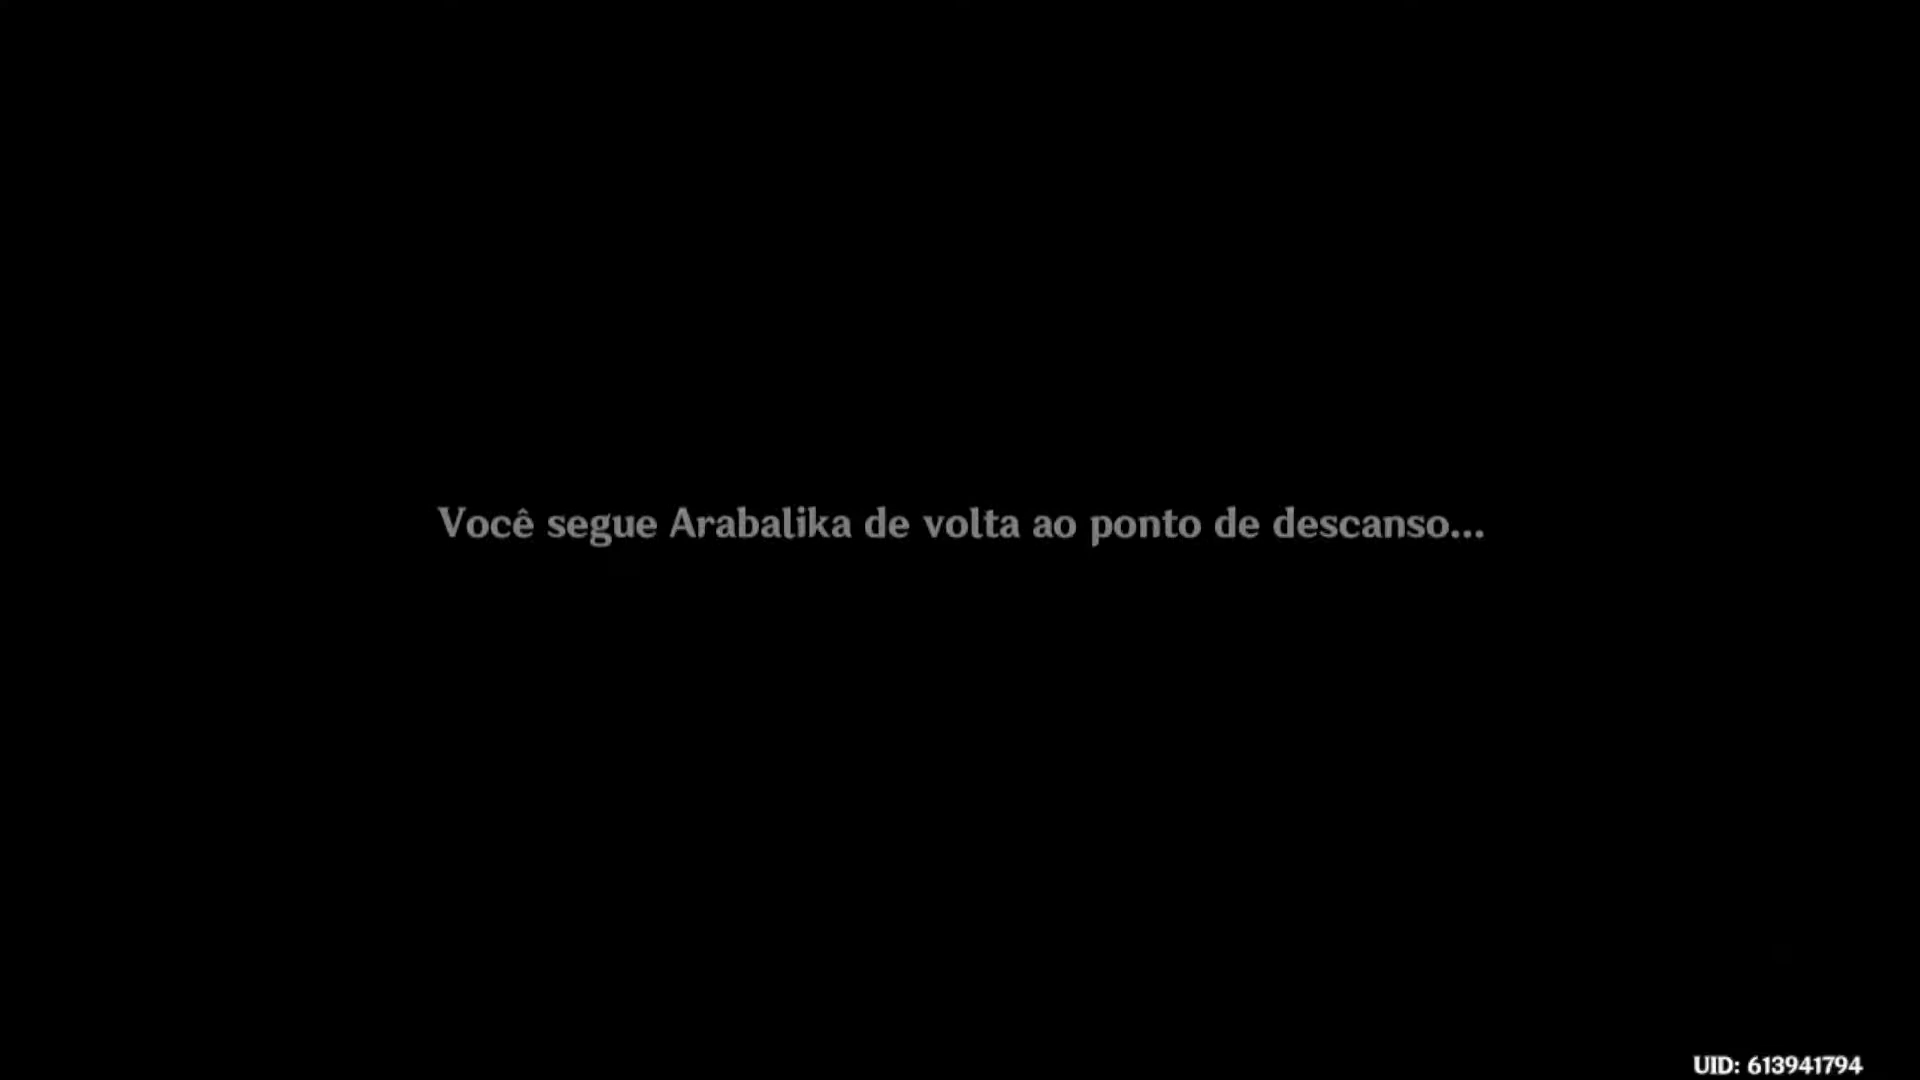 Você segue Arabalika de volta ao ponto de descanso...
UID: 613941794